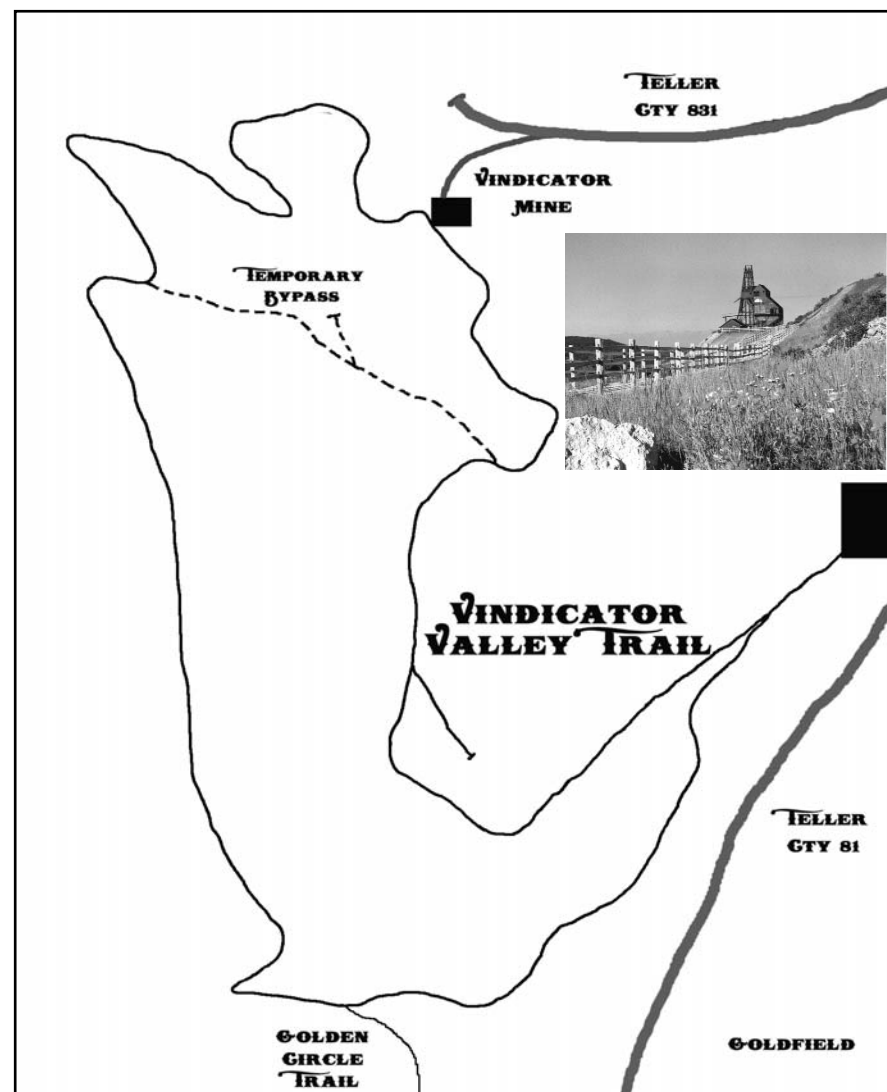 TELLER
CTY 831
VINDICATOR
MINE
TEMPORARY
BYPASS
VINDICATOR
VALLEY TRAIL
TELLER
CTY 81
GOLDEN
CIRCLE
TRAIL
GOLDFIELD